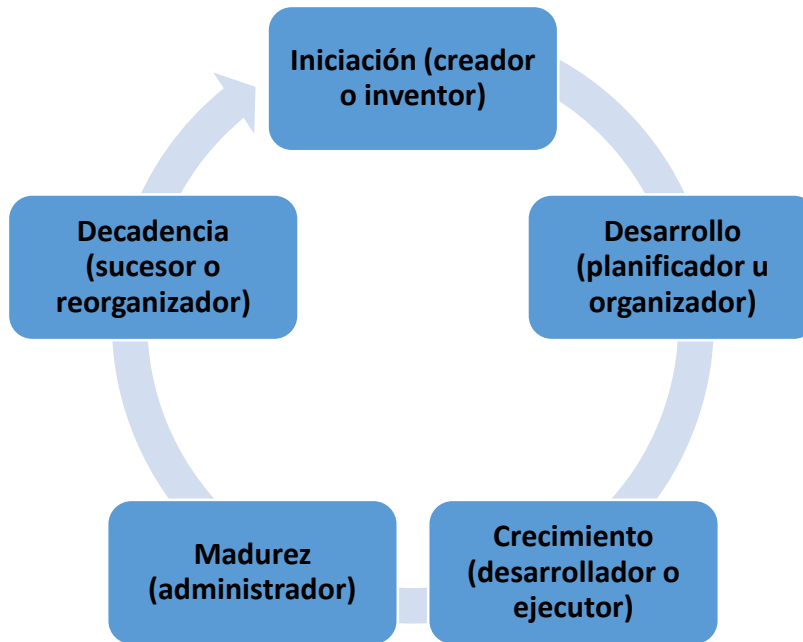 Iniciación (creador
o inventor)
Desarrollo
(planificador u
organizador)
Crecimiento
(desarrollador o
ejecutor)
Madurez
(administrador)
Decadencia
(sucesor o
reorganizador)